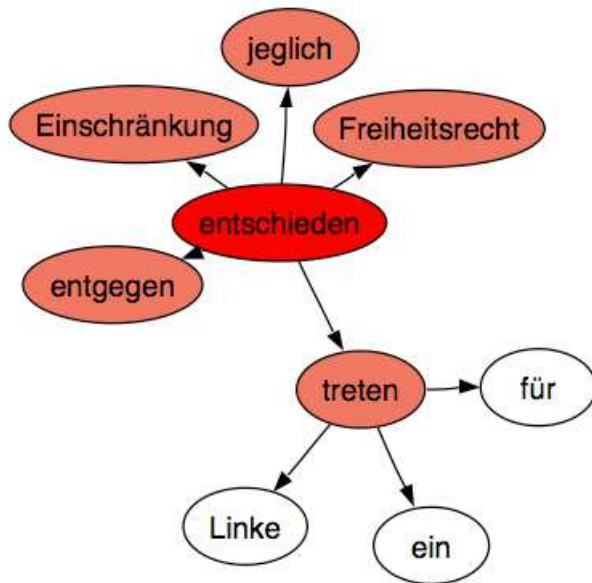 jeglich
Einschränkung
Freiheitsrecht
entschieden
entgegen
treten
für
Linke
ein